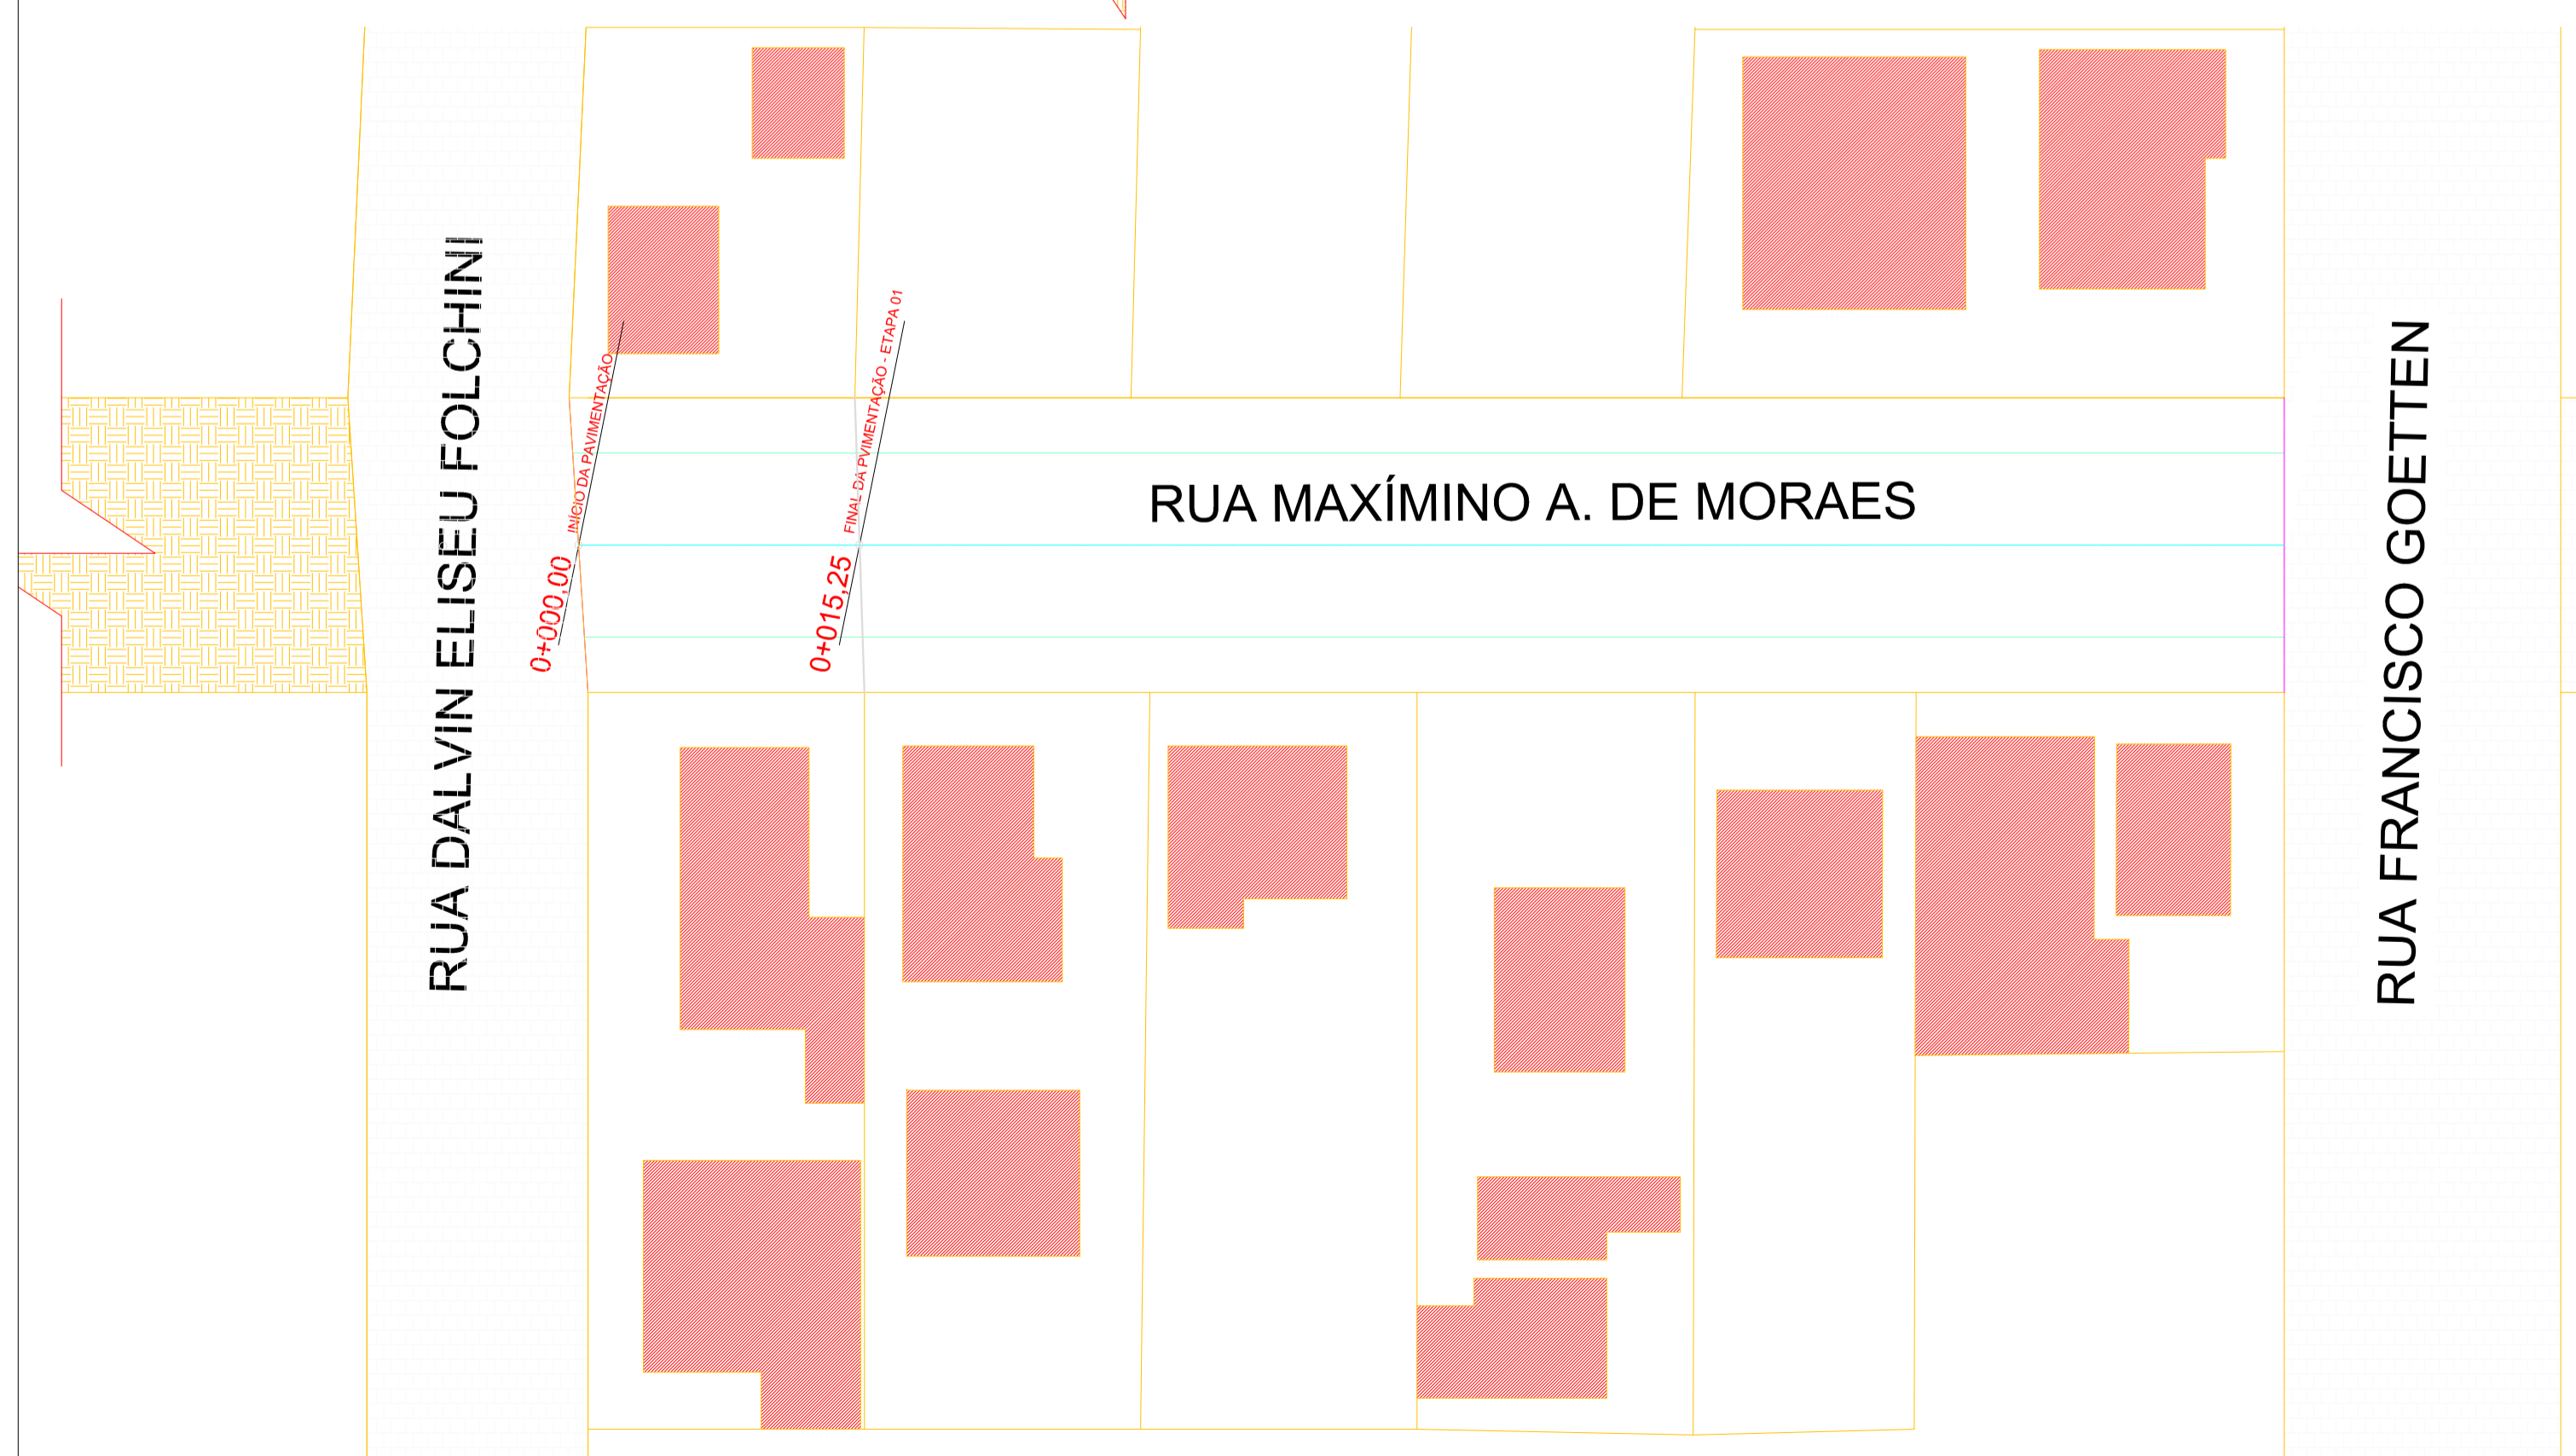 RUA DALVIN ELISEU FOLCHINI
0+000,00
INÍCIO DA PAVIMENTAÇÃO
0+015,25
FINAL DA PVIMENTAÇÃO - ETAPA 01
RUA MAXÍMINO A. DE MORAES
RUA FRANCISCO GOETTEN